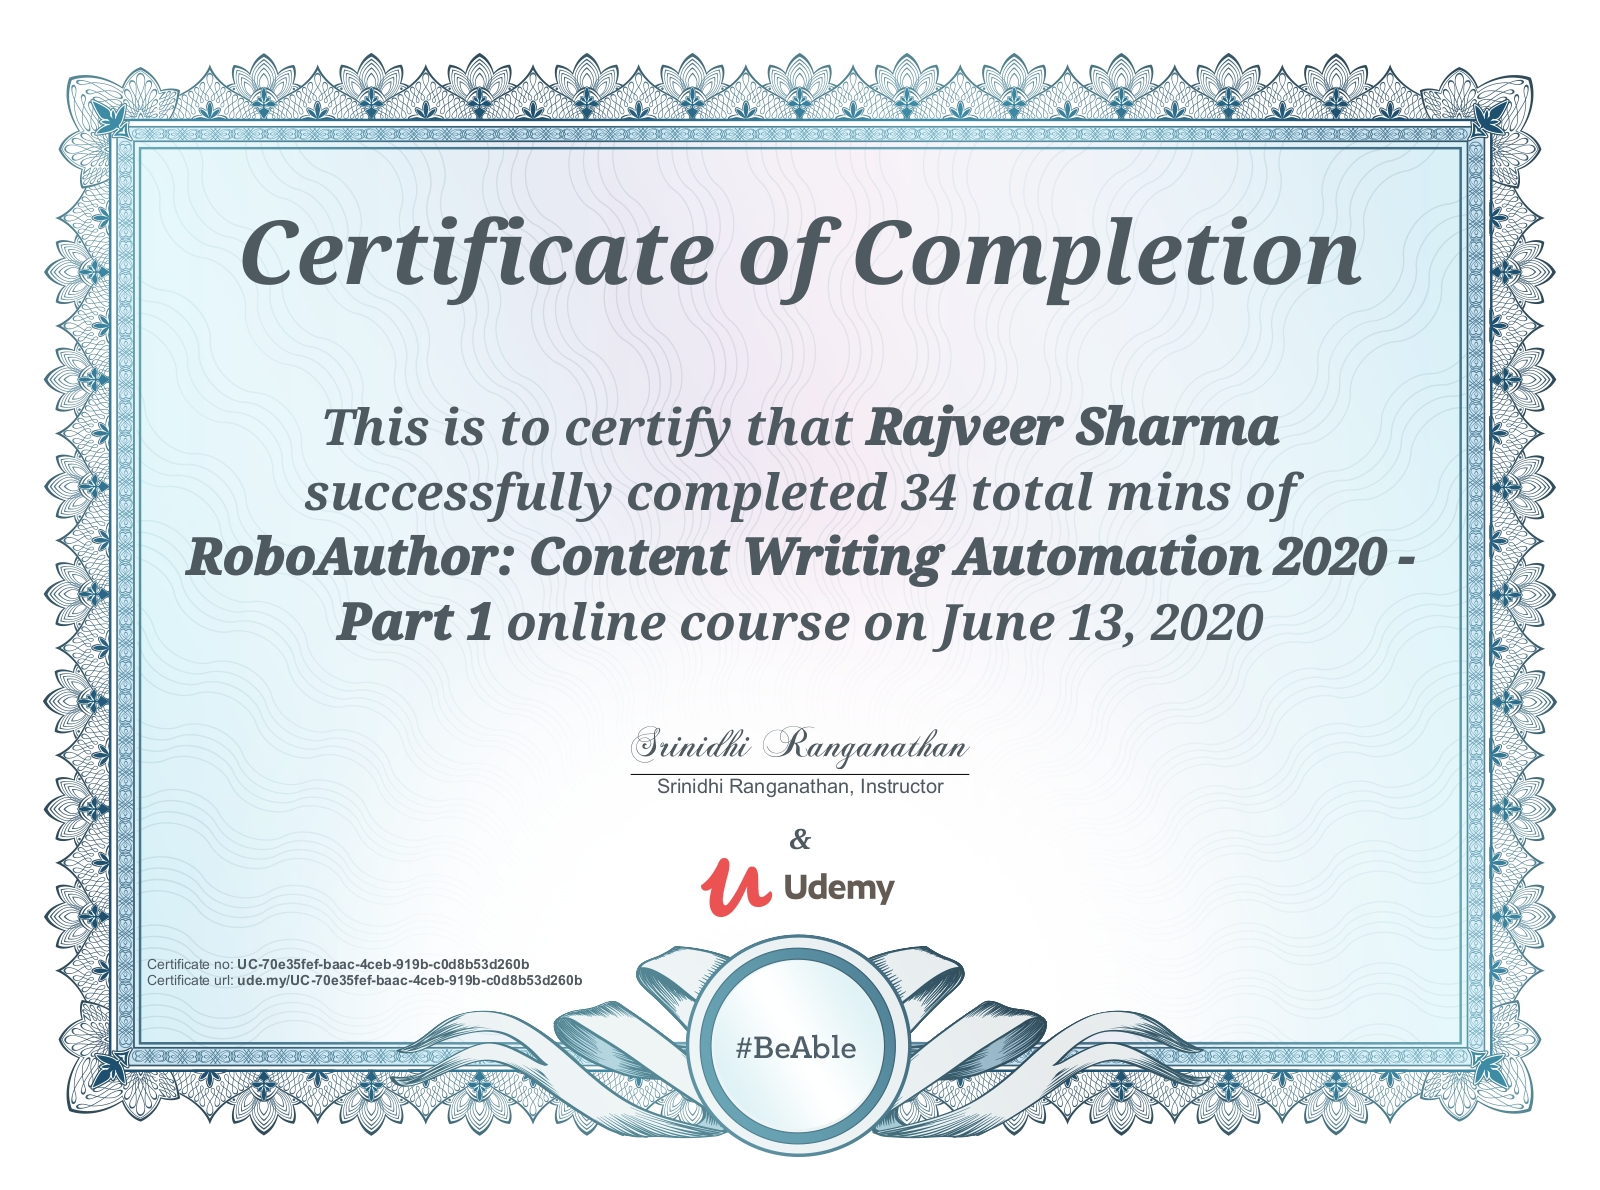 Certificate of Completion
This is to certify that Rajveer Sharma
successfully completed 34 total mins of
RoboAuthor: Content Writing Automation 2020 -
Part 1 online course on June 13, 2020
Srinidhi Ranganathan
Srinidhi Ranganathan, Instructor
&
Udemy
Certificate no: UC-70e35fef-baac-4ceb-919b-c0d8b53d260b
Certificate url: ude.my/UC-70e35fef-baac-4ceb-919b-c0d8b53d260b
#BeAble